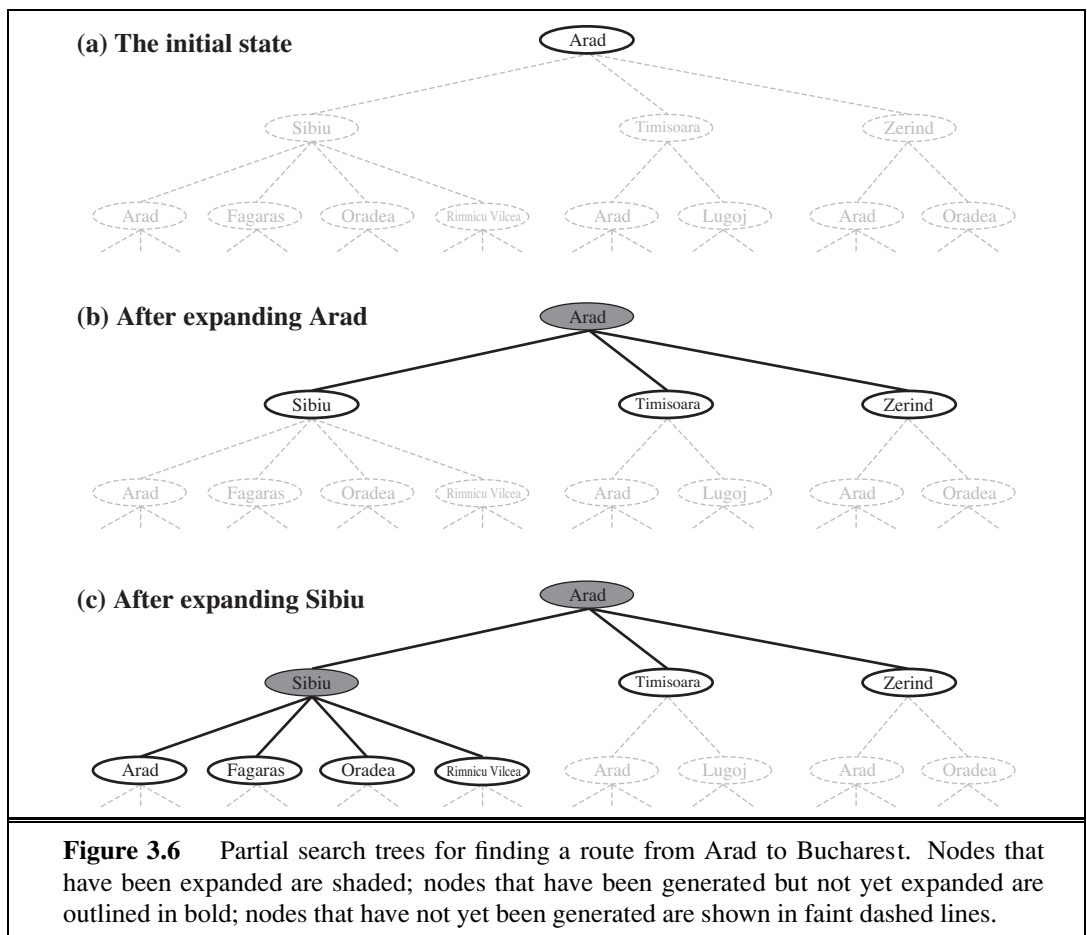 (a) The initial state
Arad
Sibiu Timisoara Zerind
Arad Fagaras Oradea Rimnicu Vilcea Arad Lugoj Arad Oradea
(b) After expanding Arad
Arad
Sibiu Timisoara Zerind
Arad Fagaras Oradea Rimnicu Vilcea Arad Lugoj Arad Oradea
(c) After expanding Sibiu
Arad
Sibiu Timisoara Zerind
Arad Fagaras Oradea Rimnicu Vilcea Arad Lugoj Arad Oradea
Figure 3.6 Partial search trees for finding a route from Arad to Bucharest. Nodes that
have been expanded are shaded; nodes that have been generated but not yet expanded are
outlined in bold; nodes that have not yet been generated are shown in faint dashed lines.